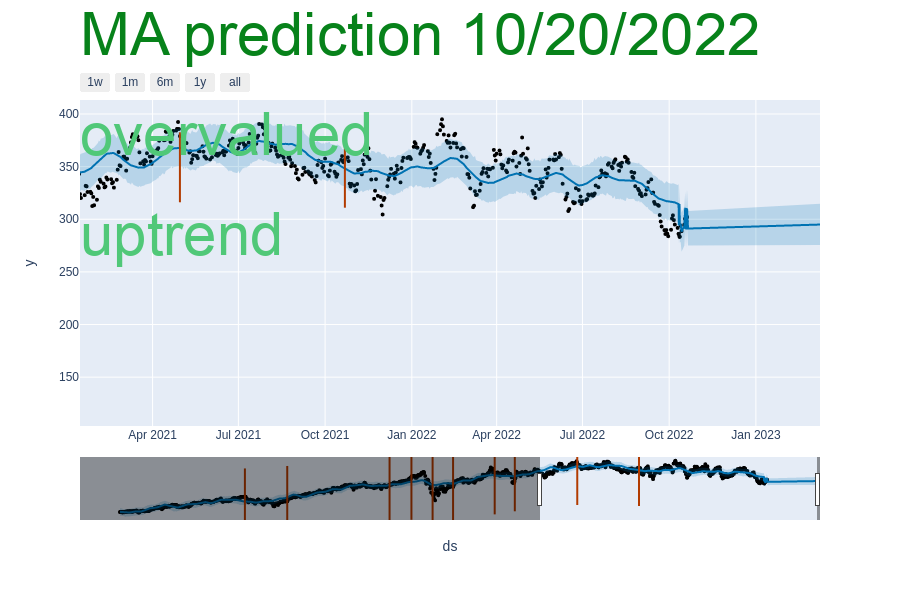 MA prediction 10/20/2022
1w 1m 6m 1y all
overvalued
uptrend
400
350
300
250
200
150
y
Apr 2021 Jul 2021 Oct 2021 Jan 2022 Apr 2022 Jul 2022 Oct 2022 Jan 2023
ds